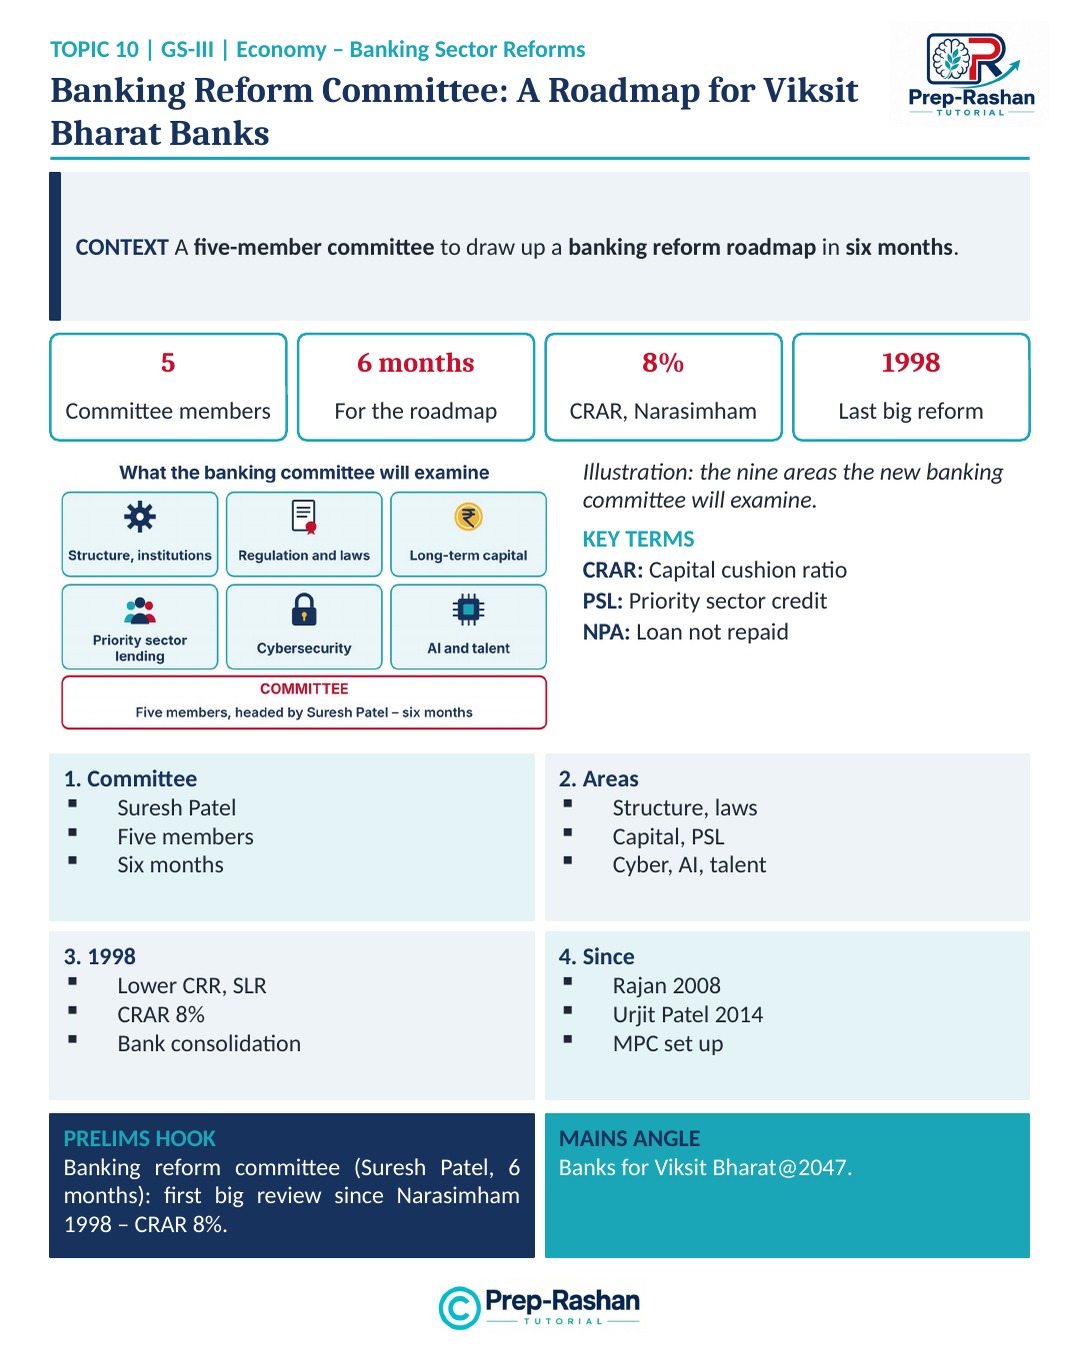 TOPIC 10 | GS-III | Economy – Banking Sector Reforms
Banking Reform Committee: A Roadmap for Viksit
Bharat Banks
Prep-Rashan
TUTORIAL
CONTEXT A five-member committee to draw up a banking reform roadmap in six months.
5
Committee members
6 months
For the roadmap
8%
CRAR, Narasimham
1998
Last big reform
What the banking committee will examine
Structure, institutions
Regulation and laws
₹
Long-term capital
Priority sector
lending
Cybersecurity
AI and talent
COMMITTEE
Five members, headed by Suresh Patel – six months
Illustration: the nine areas the new banking
committee will examine.
KEY TERMS
CRAR: Capital cushion ratio
PSL: Priority sector credit
NPA: Loan not repaid
1. Committee
▪ Suresh Patel
▪ Five members
▪ Six months
2. Areas
▪ Structure, laws
▪ Capital, PSL
▪ Cyber, AI, talent
3. 1998
▪ Lower CRR, SLR
▪ CRAR 8%
▪ Bank consolidation
4. Since
▪ Rajan 2008
▪ Urjit Patel 2014
▪ MPC set up
PRELIMS HOOK
Banking reform committee (Suresh Patel, 6
months): first big review since Narasimham
1998 – CRAR 8%.
MAINS ANGLE
Banks for Viksit Bharat@2047.
© Prep-Rashan
TUTORIAL